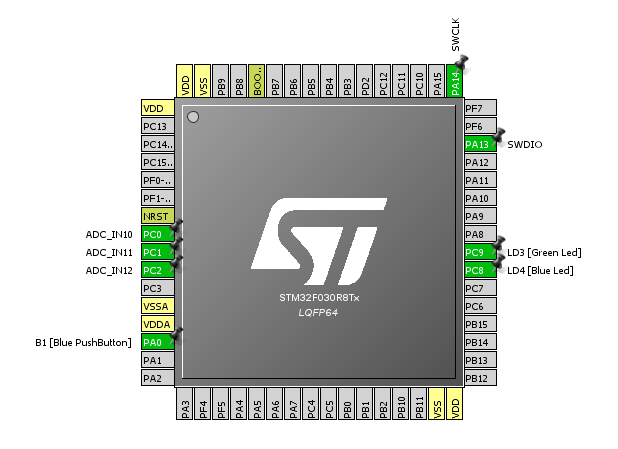 SWCLK
VDD
VSS
PB9
PB8
BOO..
PB7
PB6
PB5
PB4
PB3
PD2
PC12
PC11
PC10
PA15
PA14
VDD
PC13
PC14..
PC15..
PF0-..
PF1-..
NRST
ADC_IN10 PC0
ADC_IN11 PC1
ADC_IN12 PC2
PC3
VSSA
VDDA
B1 [Blue PushButton] PA0
PA1
PA2
ST
STM32F030R8Tx
LQFP64
PF7
PF6
PA13 SWDIO
PA12
PA11
PA10
PA9
PA8
PC9 LD3 [Green Led]
PC8 LD4 [Blue Led]
PC7
PC6
PB15
PB14
PB13
PB12
PA3
PF4
PF5
PA4
PA5
PA6
PA7
PC4
PC5
PB0
PB1
PB2
PB10
PB11
VSS
VDD